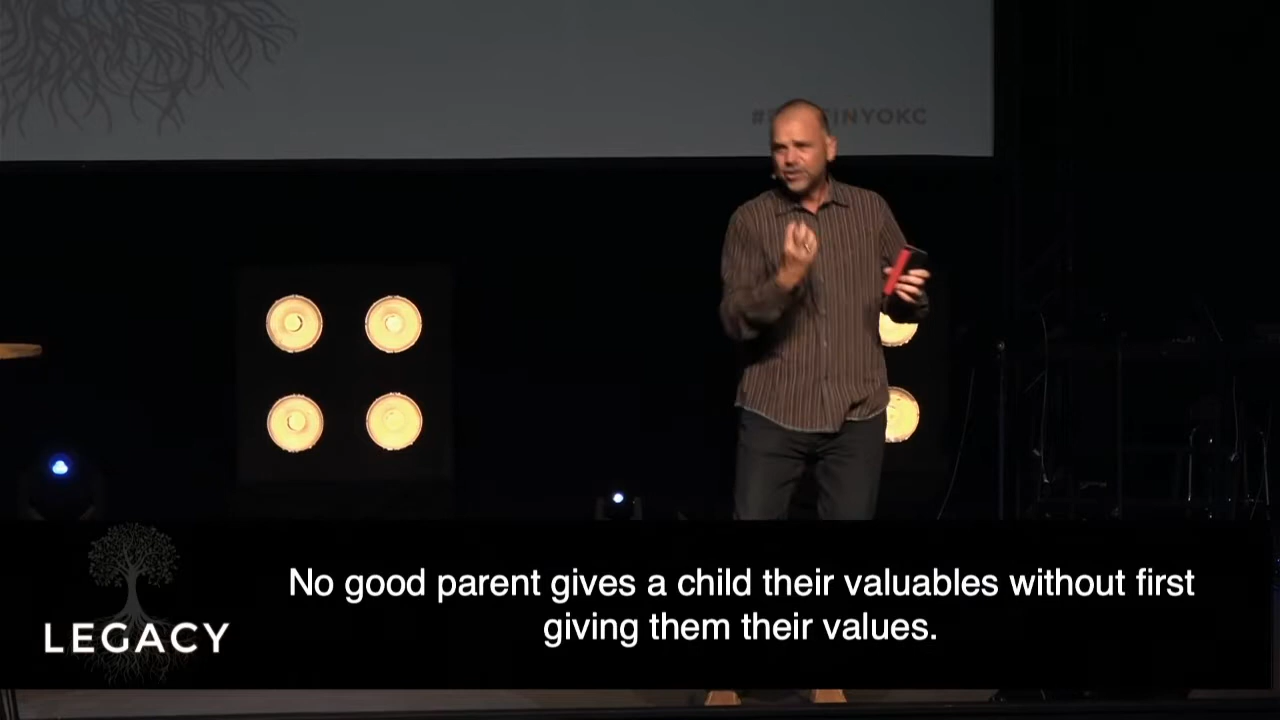 LEGACY
No good parent gives a child their valuables without first
giving them their values.